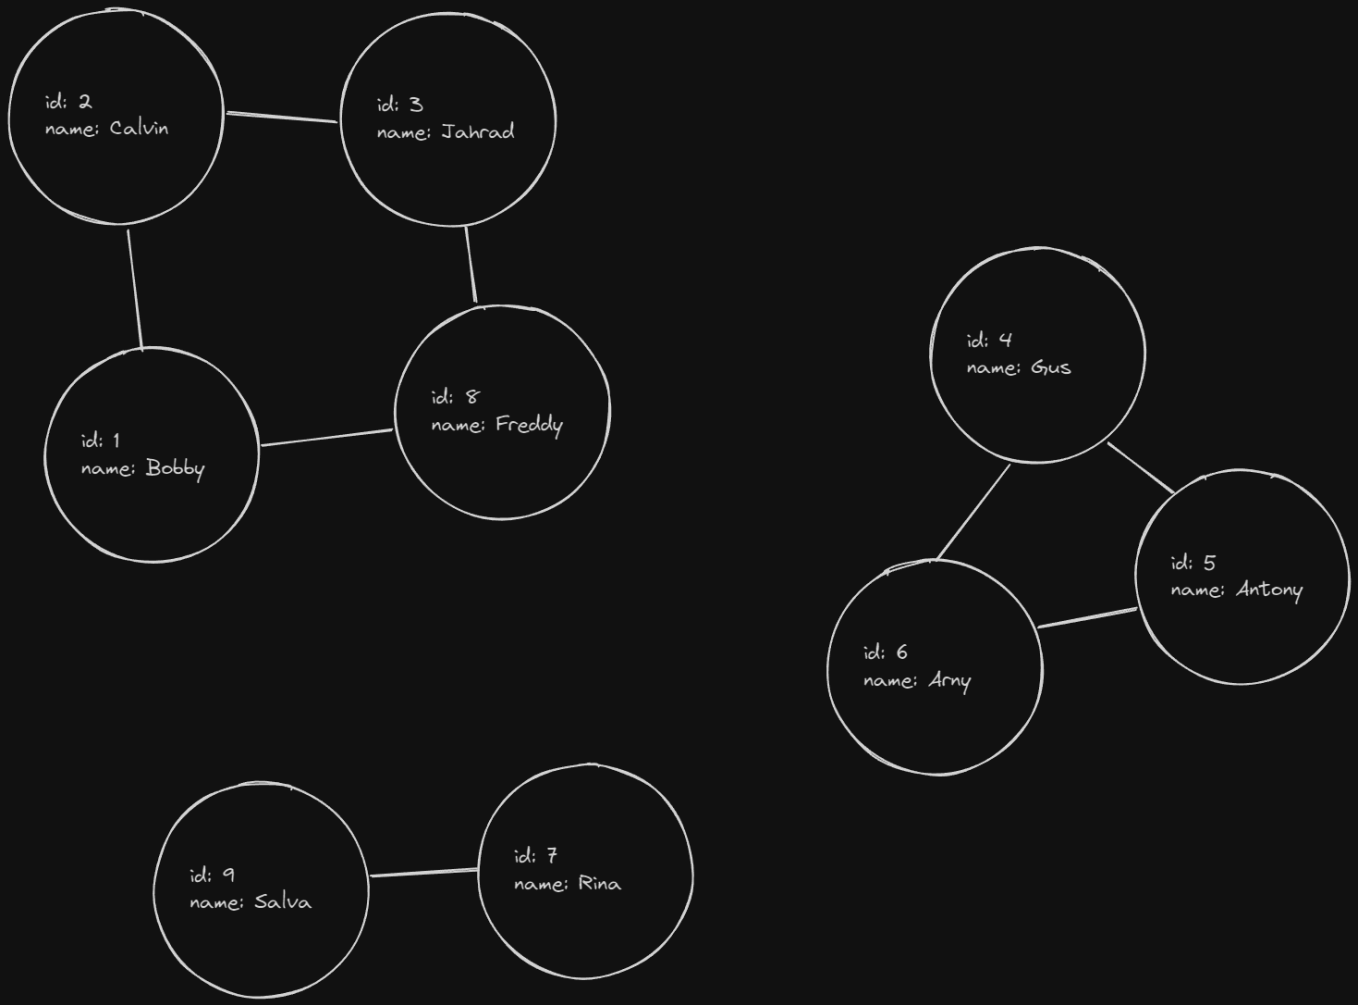 id: 2
name: Calvin
id: 3
name: Jahrad
id: 1
name: Bobby
id: 8
name: Freddy
id: 4
name: Gus
id: 5
name: Antony
id: 6
name: Arny
id: 9
name: Salva
id: 7
name: Rina